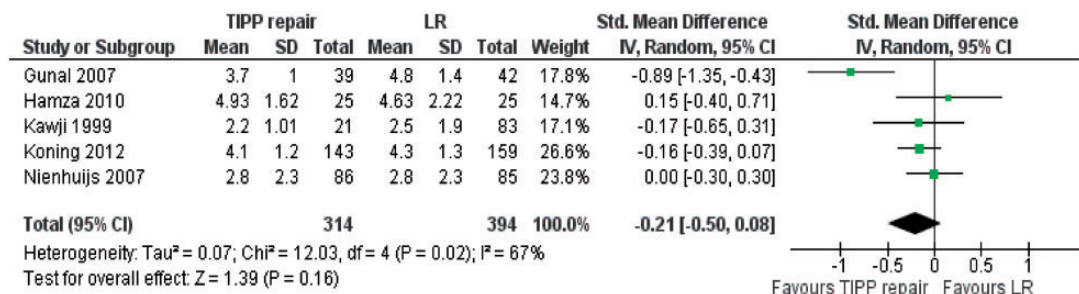 TIPP repair LR Std. Mean Difference Std. Mean Difference
Study or Subgroup Mean SD Total Mean SD Total Weight IV, Random, 95% CI IV, Random, 95% CI
Gunal 2007 3.7 1 39 4.8 1.4 42 17.8% -0.89 [-1.35, -0.43]
Hamza 2010 4.93 1.62 25 4.63 2.22 25 14.7% 0.15 [-0.40, 0.71]
Kawji 1999 2.2 1.01 21 2.5 1.9 83 17.1% -0.17 [-0.65, 0.31]
Koning 2012 4.1 1.2 143 4.3 1.3 159 26.6% -0.16 [-0.39, 0.07]
Nienhuijs 2007 2.8 2.3 86 2.8 2.3 85 23.8% 0.00 [-0.30, 0.30]
Total (95% CI) 314 394 100.0% -0.21 [-0.50, 0.08]
Heterogeneity: Tau² = 0.07; Chi² = 12.03, df = 4 (P = 0.02); I² = 67%
Test for overall effect: Z = 1.39 (P = 0.16)
-1 -0.5 0 0.5 1
Favours TIPP repair Favours LR